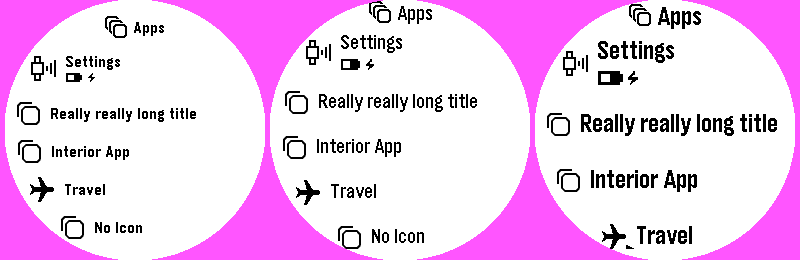 Apps
Settings
Really really long title
Interior App
Travel
No Icon
Apps
Settings
Really really long title
Interior App
Travel
No Icon
Apps
Settings
Really really long title
Interior App
Travel